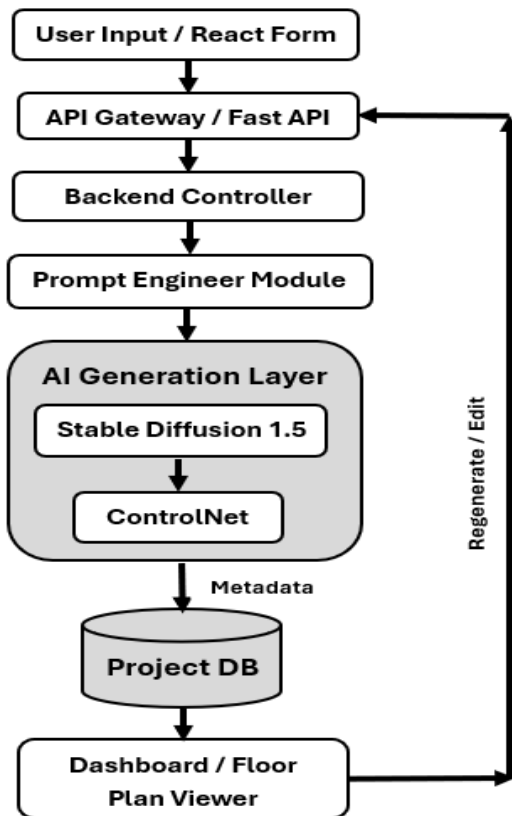 User Input / React Form
API Gateway / Fast API
Backend Controller
Prompt Engineer Module
AI Generation Layer
Stable Diffusion 1.5
ControlNet
Regenerate / Edit
Metadata
Project DB
Dashboard / Floor
Plan Viewer